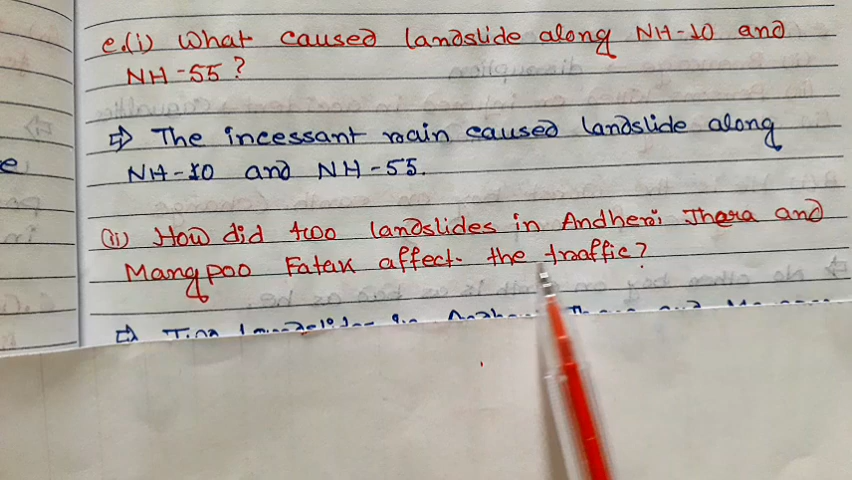 e.(i) What caused landslide along NH-10 and
NH-55?
⇒ The incessant rain caused landslide along
NH-10 and NH-55.
(ii) How did two landslides in Andheri Jhora and
Mangpoo Fatak affect the traffic?
e